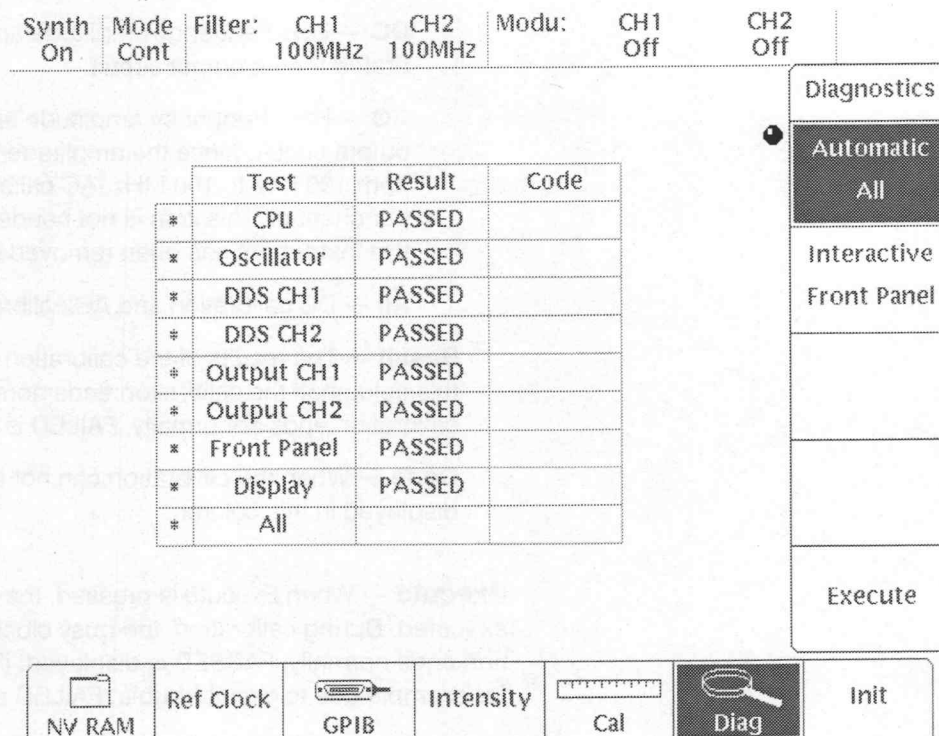 Synth Mode Filter: CH1 CH2 Modu: CH1 CH2
On Cont 100MHz 100MHz Off Off
Diagnostics
Automatic
All
Interactive
Front Panel
Execute
Test Result Code
* CPU PASSED
* Oscillator PASSED
* DDS CH1 PASSED
* DDS CH2 PASSED
* Output CH1 PASSED
* Output CH2 PASSED
* Front Panel PASSED
* Display PASSED
* All
NV RAM Ref Clock GPIB Intensity Cal Diag Init